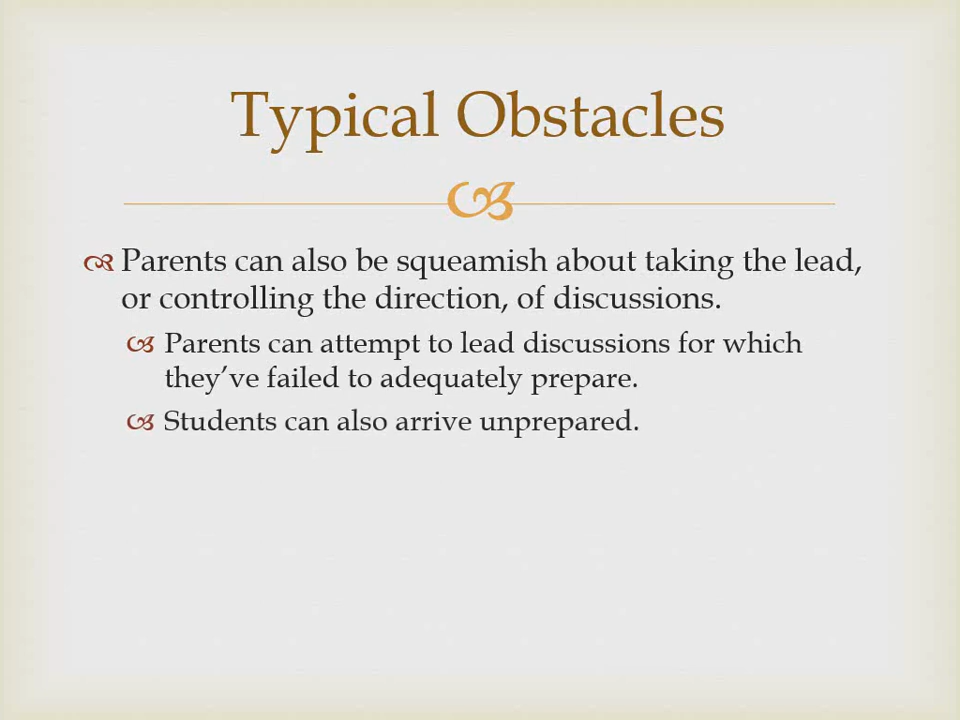 Typical Obstacles
Parents can also be squeamish about taking the lead,
or controlling the direction, of discussions.
Parents can attempt to lead discussions for which
they’ve failed to adequately prepare.
Students can also arrive unprepared.